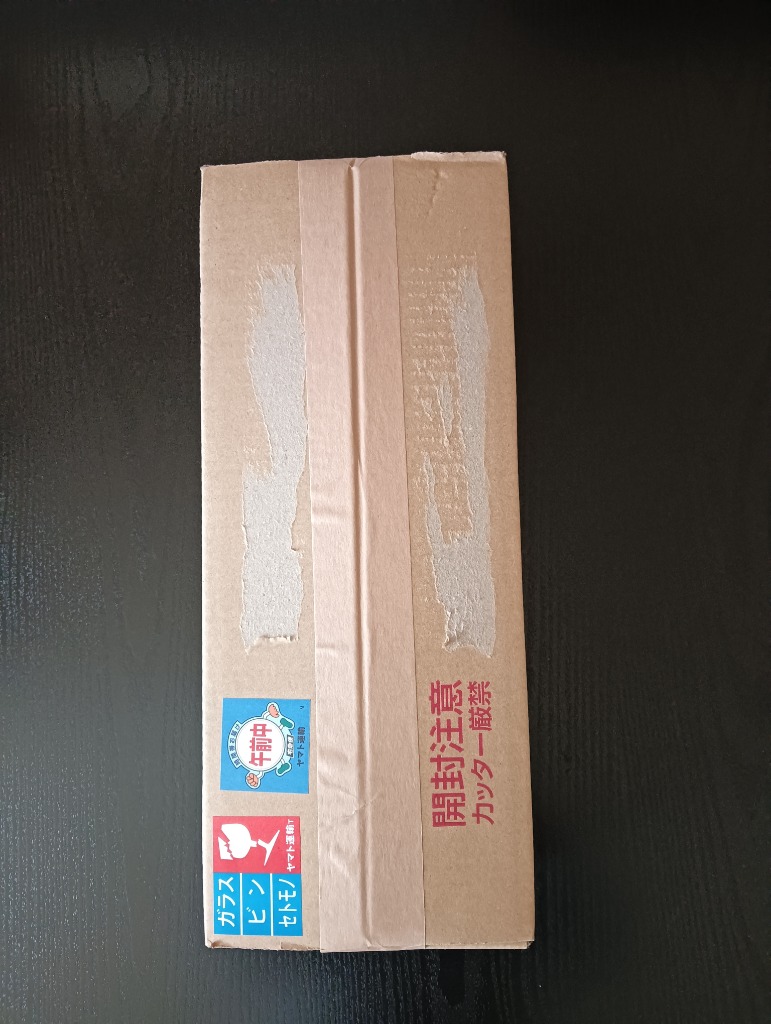 午前中
ヤマト運輸
ヤマト運輸
ガラス
ビン
セトモノ
開封注意
カッター厳禁